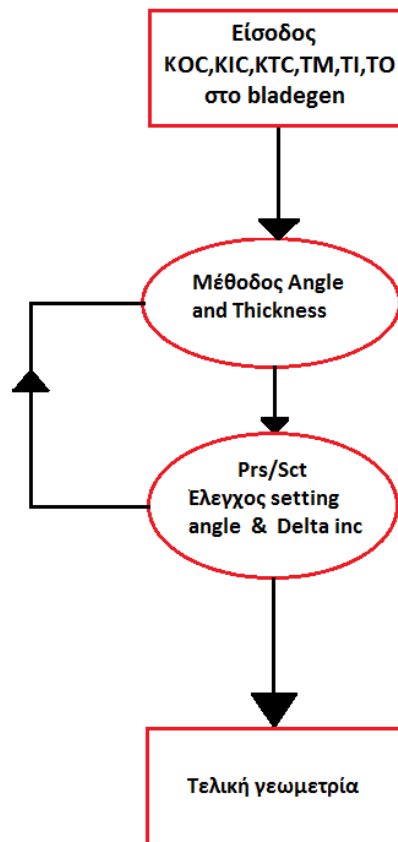 Είσοδος
KOC,KIC,KTC,TM,TI,TO
στο bladegen
Μέθοδος Angle
and Thickness
Prs/Sct
Έλεγχος setting
angle & Delta inc
Τελική γεωμετρία